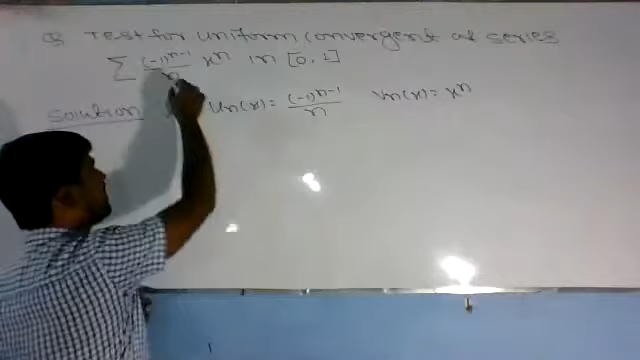 Q Test for uniform convergent of series
∑ (-1)^{n-1}/n x^n in [0, 1]
Solution Un(x) = (-1)^{n-1}/n Vn(x) = x^n